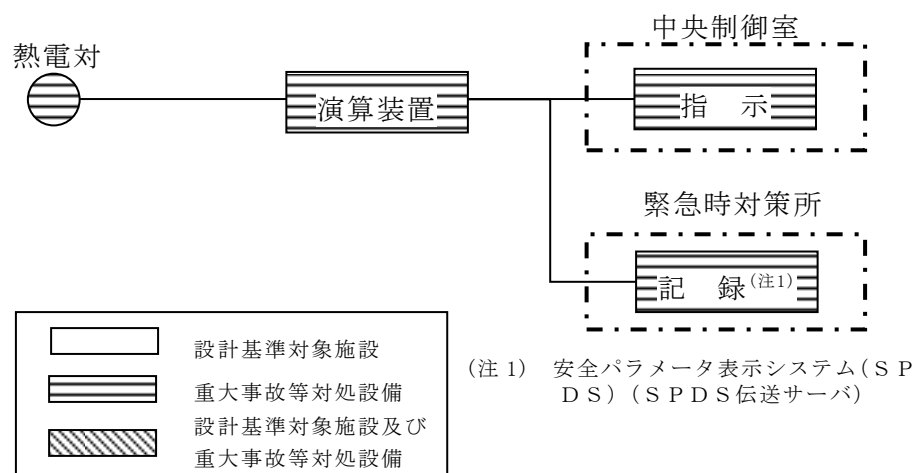 中央制御室
熱電対
演算装置
指　示
緊急時対策所
記　録(注1)
設計基準対象施設
重大事故等対処設備
設計基準対象施設及び
重大事故等対処設備
(注 1)　安全パラメータ表示システム(ＳＰ
ＤＳ)(ＳＰＤＳ伝送サーバ)